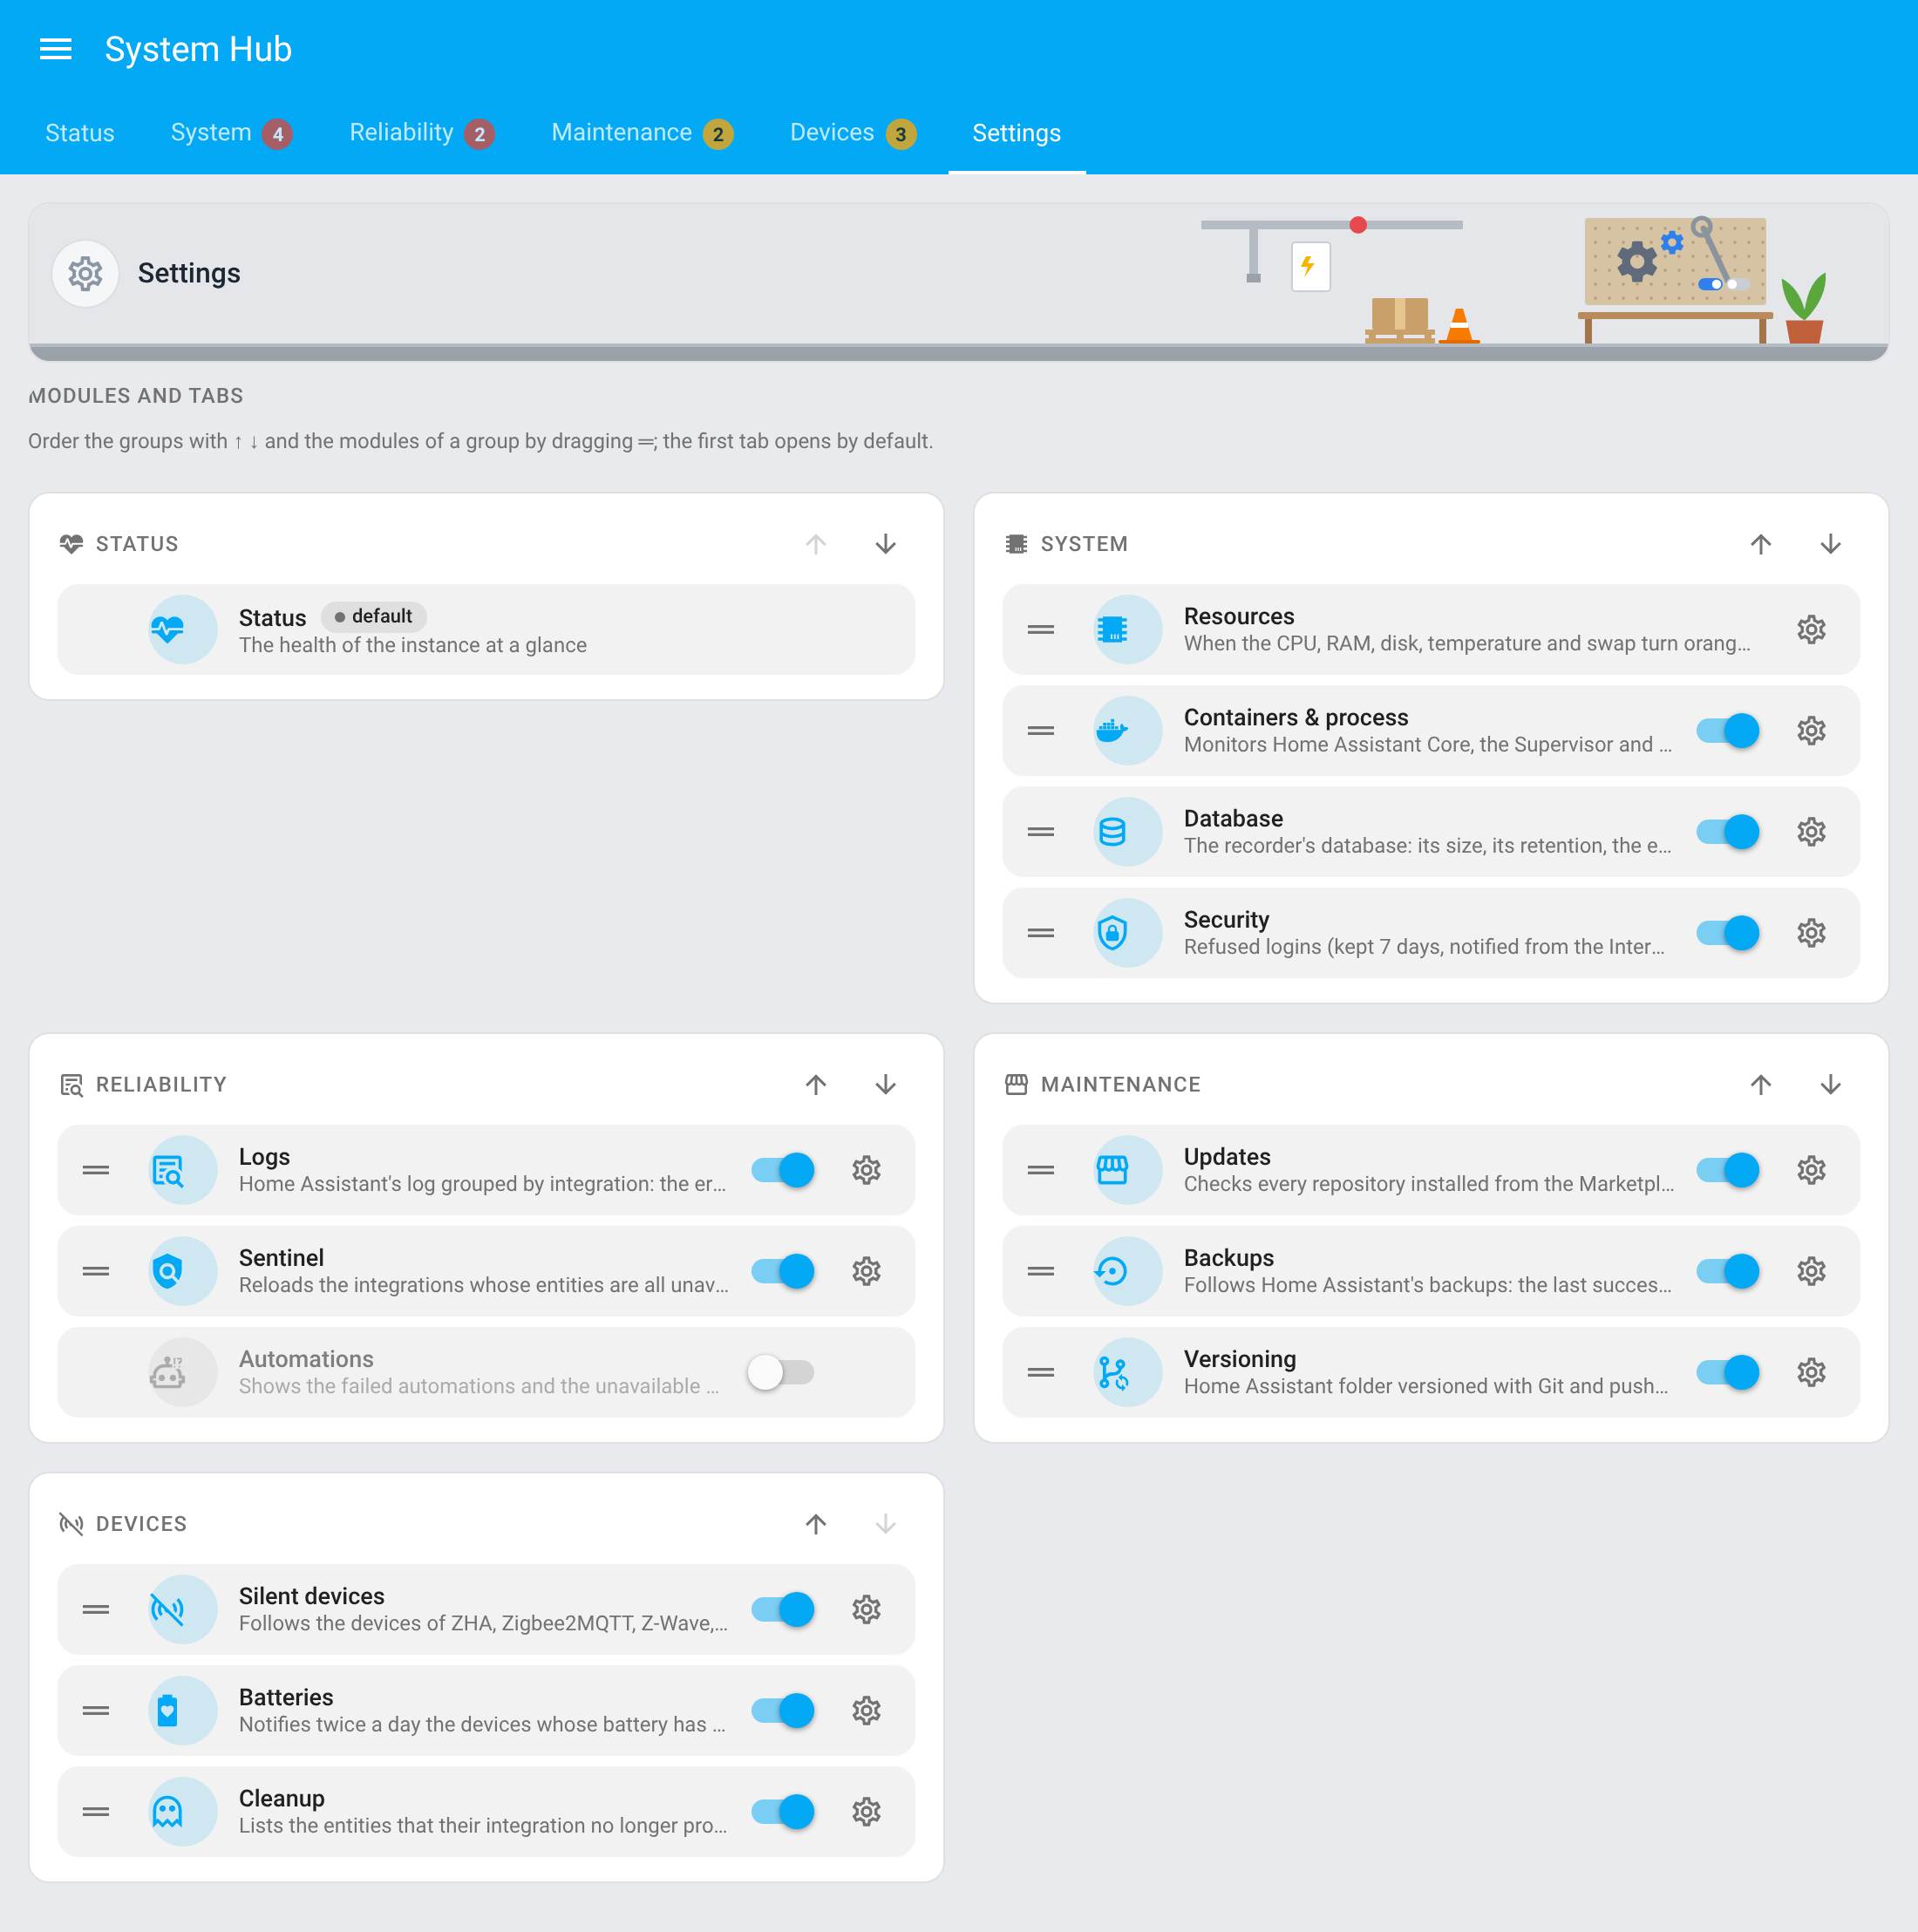 System Hub
Status
System 4
Reliability 2
Maintenance 2
Devices 3
Settings
Settings
MODULES AND TABS
Order the groups with ↑ ↓ and the modules of a group by dragging =; the first tab opens by default.
STATUS
Status default
The health of the instance at a glance
SYSTEM
Resources
When the CPU, RAM, disk, temperature and swap turn orang...
Containers & process
Monitors Home Assistant Core, the Supervisor and ...
Database
The recorder's database: its size, its retention, the e...
Security
Refused logins (kept 7 days, notified from the Inter...
RELIABILITY
Logs
Home Assistant's log grouped by integration: the er...
Sentinel
Reloads the integrations whose entities are all unav...
Automations
Shows the failed automations and the unavailable ...
MAINTENANCE
Updates
Checks every repository installed from the Marketpl...
Backups
Follows Home Assistant's backups: the last succes...
Versioning
Home Assistant folder versioned with Git and push...
DEVICES
Silent devices
Follows the devices of ZHA, Zigbee2MQTT, Z-Wave,...
Batteries
Notifies twice a day the devices whose battery has ...
Cleanup
Lists the entities that their integration no longer pro...